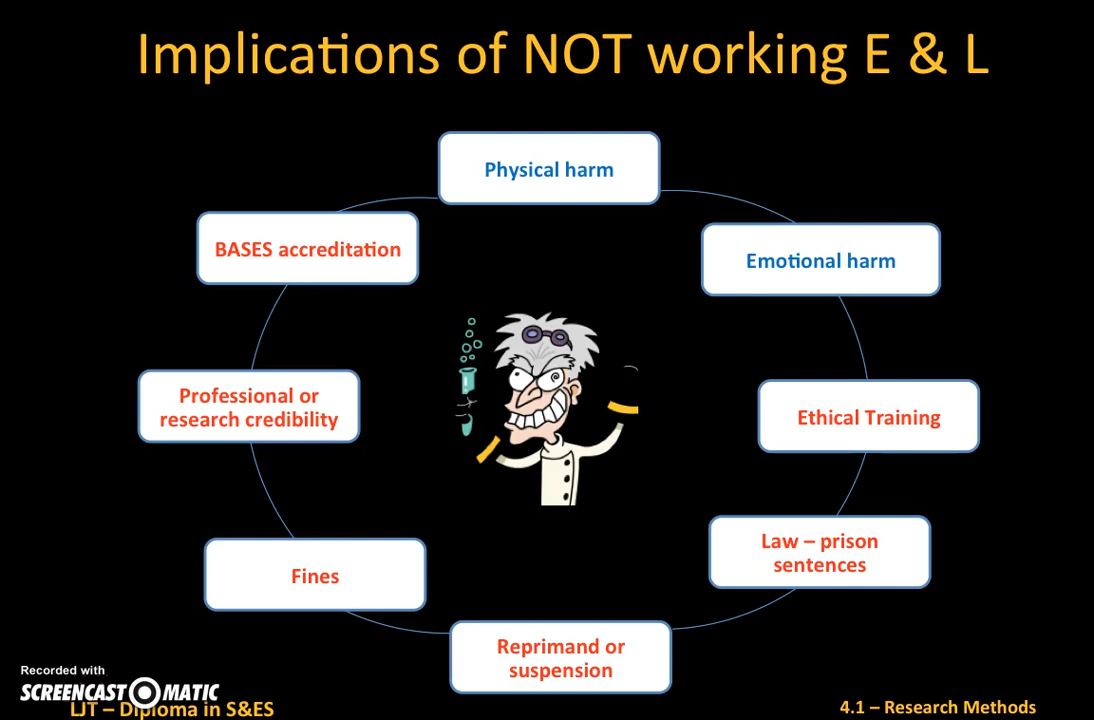 Implications of NOT working E & L
Physical harm
BASES accreditation
Emotional harm
Professional or
research credibility
Ethical Training
Law – prison
sentences
Fines
Reprimand or
suspension
Recorded with
SCREENCAST O MATIC
LJT – Diploma in S&ES
4.1 – Research Methods